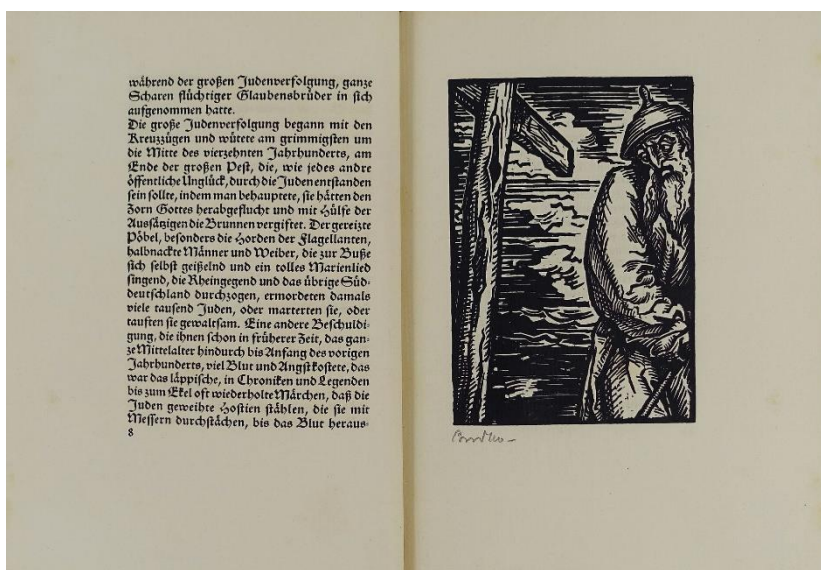 während der großen Judenverfolgung, ganze
Scharen flüchtiger Glaubensbrüder in sich
aufgenommen hatte.
Die große Judenverfolgung begann mit den
Kreuzzügen und wütete am grimmigsten um
die Mitte des vierzehnten Jahrhunderts, am
Ende der großen Pest, die, wie jedes andre
öffentliche Unglück, durch die Juden entstanden
sein sollte, indem man behauptete, sie hätten den
Zorn Gottes herabgeflucht und mit Hülfe der
Aussätzigen die Brunnen vergiftet. Der gereizte
Pöbel, besonders die Horden der Flagellanten,
halbnackte Männer und Weiber, die zur Buße
sich selbst geißelnd und ein tolles Marienlied
singend, die Rheingegend und das übrige Süd-
deutschland durchzogen, ermordeten damals
viele tausend Juden, oder marterten sie, oder
tauften sie gewaltsam. Eine andere Beschuldi-
gung, die ihnen schon in früherer Zeit, das gan-
ze Mittelalter hindurch bis Anfang des vorigen
Jahrhunderts, viel Blut und Angst kostete, das
war das läppische, in Chroniken und Legenden
bis zum Ekel oft wiederholte Märchen, daß die
Juden geweihte Hostien stählen, die sie mit
Messern durchstächen, bis das Blut heraus-
8
Budko